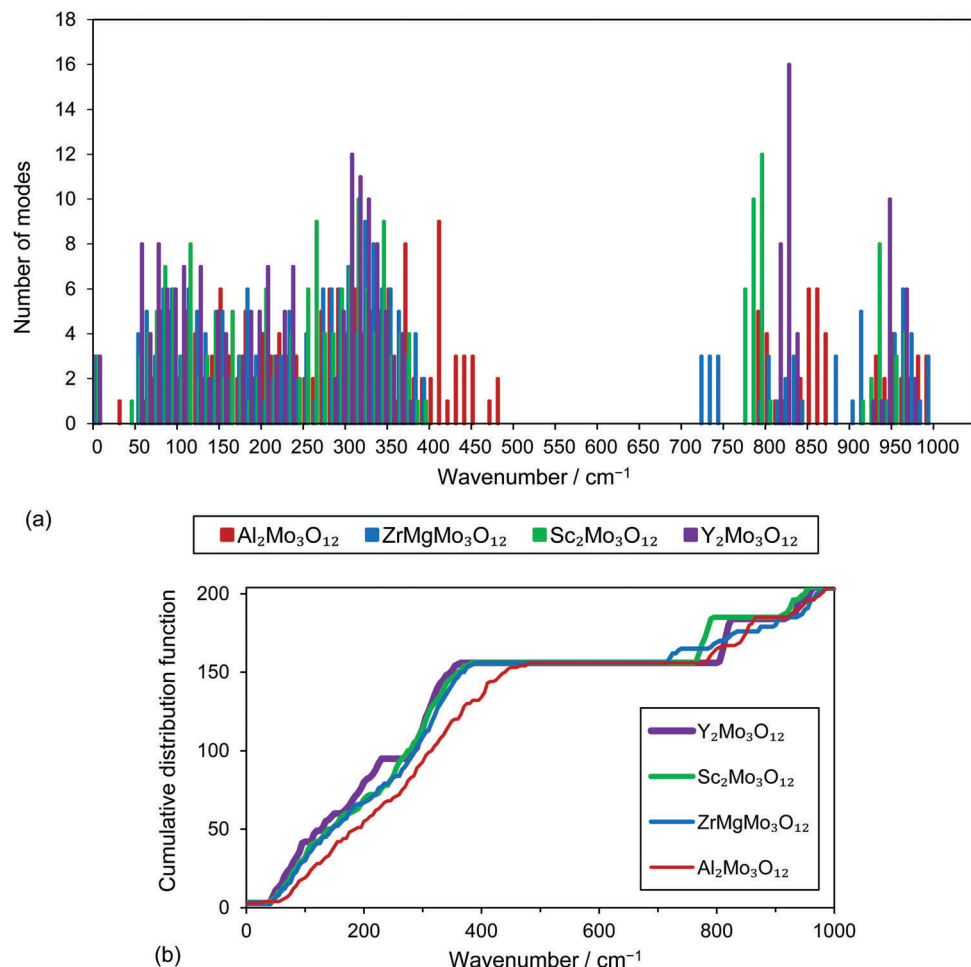 18
16
14
12
10
8
6
4
2
0
Number of modes
0 50 100 150 200 250 300 350 400 450 500 550 600 650 700 750 800 850 900 950 1000
Wavenumber / cm⁻¹
(a)
Al₂Mo₃O₁₂ ZrMgMo₃O₁₂ Sc₂Mo₃O₁₂ Y₂Mo₃O₁₂
200
150
100
50
0
Cumulative distribution function
Y₂Mo₃O₁₂
Sc₂Mo₃O₁₂
ZrMgMo₃O₁₂
Al₂Mo₃O₁₂
0 200 400 600 800 1000
Wavenumber / cm⁻¹
(b)